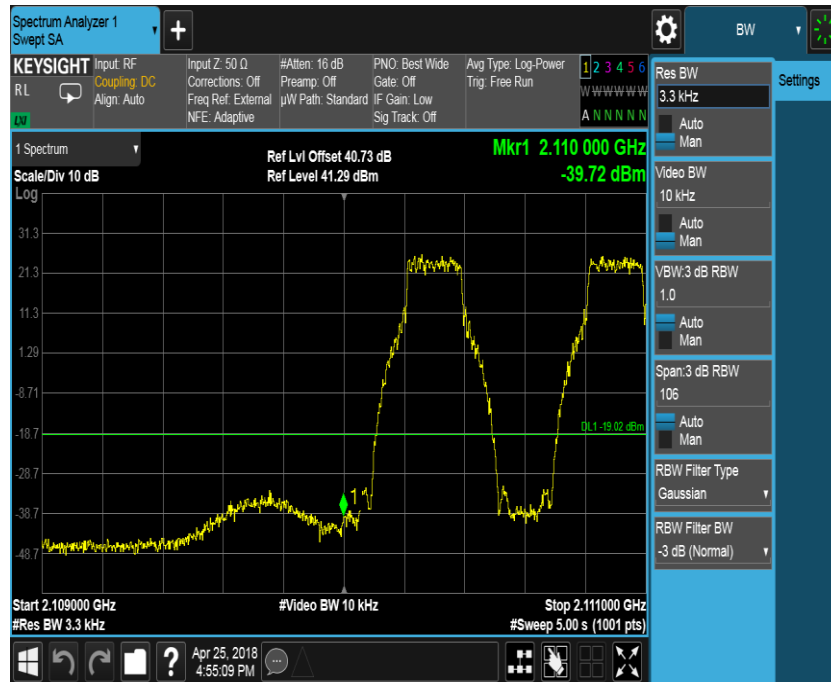 Spectrum Analyzer 1
Swept SA
+
BW
KEYSIGHT
RL
LXI
Input: RF
Coupling: DC
Align: Auto
Input Z: 50 Ω
Corrections: Off
Freq Ref: External
NFE: Adaptive
#Atten: 16 dB
Preamp: Off
µW Path: Standard
PNO: Best Wide
Gate: Off
IF Gain: Low
Sig Track: Off
Avg Type: Log-Power
Trig: Free Run
1 2 3 4 5 6
W W W W W W
A N N N N N
1 Spectrum
Scale/Div 10 dB
Ref Lvl Offset 40.73 dB
Ref Level 41.29 dBm
Mkr1 2.110 000 GHz
-39.72 dBm
Log
31.3
21.3
11.3
1.29
-8.71
-18.7
-28.7
-38.7
-48.7
DL1 -19.02 dBm
1
Start 2.109000 GHz
#Res BW 3.3 kHz
#Video BW 10 kHz
Stop 2.111000 GHz
#Sweep 5.00 s (1001 pts)
Res BW
3.3 kHz
Auto
Man
Video BW
10 kHz
Auto
Man
VBW:3 dB RBW
1.0
Auto
Man
Span:3 dB RBW
106
Auto
Man
RBW Filter Type
Gaussian
RBW Filter BW
-3 dB (Normal)
Settings
?
Apr 25, 2018
4:55:09 PM